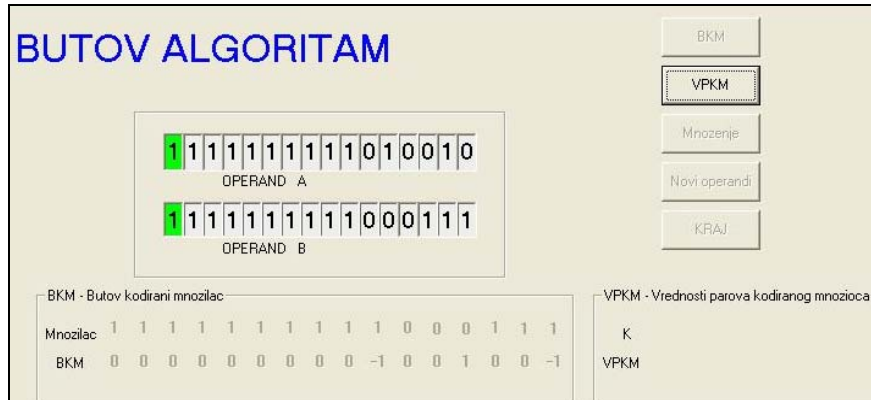 BUTOV ALGORITAM
BKM
VPKM
Mnozenje
Novi operandi
KRAJ
1 1 1 1 1 1 1 1 1 1 0 1 0 0 1 0
OPERAND A
1 1 1 1 1 1 1 1 1 1 0 0 0 1 1 1
OPERAND B
BKM - Butov kodirani mnozilac
Mnozilac 1 1 1 1 1 1 1 1 1 1 0 0 0 1 1 1
BKM 0 0 0 0 0 0 0 0 0 -1 0 0 1 0 0 -1
VPKM - Vrednosti parova kodiranog mnozioca
K
VPKM